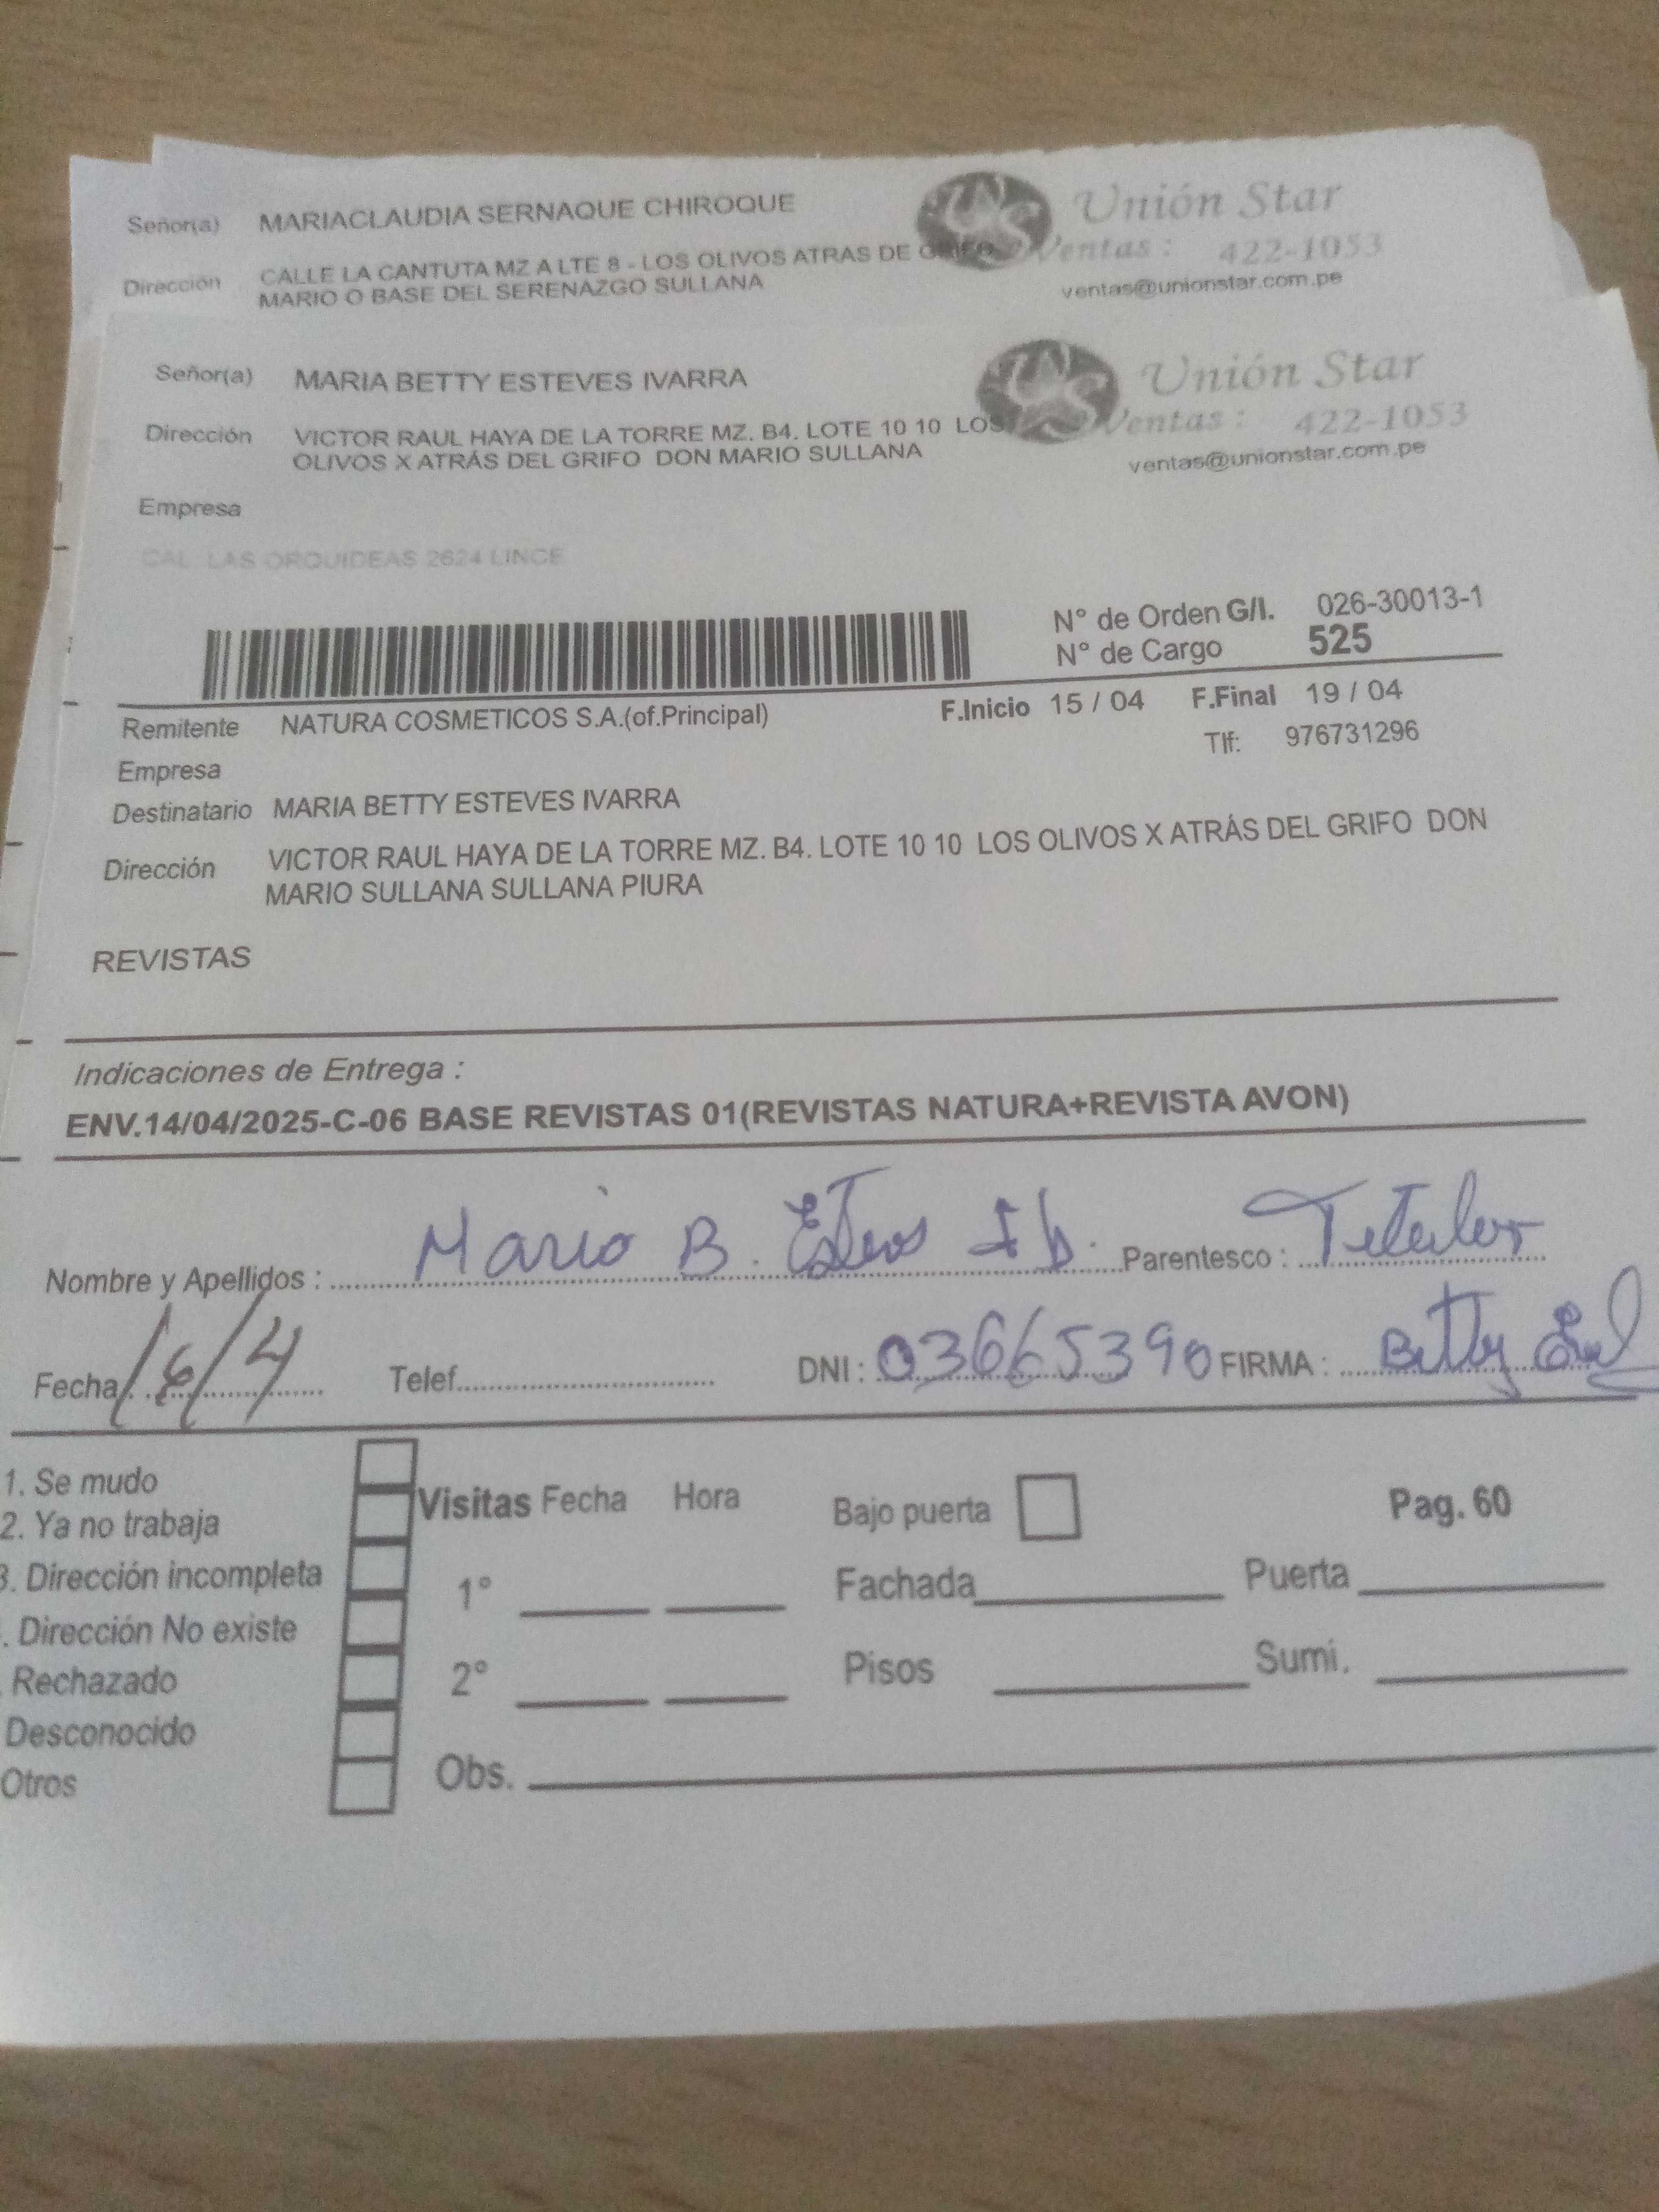 Señor(a) MARIACLAUDIA SERNAQUE CHIROQUE
Unión Star
Dirección CALLE LA CANTUTA MZ A LTE 8 - LOS OLIVOS ATRAS DE GRIFO
MARIO O BASE DEL SERENAZGO SULLANA
Ventas : 422-1053
ventas@unionstar.com.pe
Señor(a) MARIA BETTY ESTEVES IVARRA
Unión Star
Dirección VICTOR RAUL HAYA DE LA TORRE MZ. B4. LOTE 10 10 LOS
OLIVOS X ATRÁS DEL GRIFO DON MARIO SULLANA
Ventas : 422-1053
ventas@unionstar.com.pe
Empresa
CAL LAS ORQUIDEAS 2624 LINCE
N° de Orden G/I. 026-30013-1
N° de Cargo 525
Remitente NATURA COSMETICOS S.A.(of.Principal) F.Inicio 15 / 04 F.Final 19 / 04
Tlf: 976731296
Empresa
Destinatario MARIA BETTY ESTEVES IVARRA
Dirección VICTOR RAUL HAYA DE LA TORRE MZ. B4. LOTE 10 10 LOS OLIVOS X ATRÁS DEL GRIFO DON
MARIO SULLANA SULLANA PIURA
REVISTAS
Indicaciones de Entrega :
ENV.14/04/2025-C-06 BASE REVISTAS 01(REVISTAS NATURA+REVISTA AVON)
Nombre y Apellidos : Maria B. Parentesco : Titular
Fecha 16/4 Telef. DNI : 03665390 FIRMA : Betty
1. Se mudo
2. Ya no trabaja
3. Dirección incompleta
. Dirección No existe
. Rechazado
Desconocido
Otros
Visitas Fecha Hora
1°
2°
Obs.
Bajo puerta
Pag. 60
Fachada Puerta
Pisos Sumi.